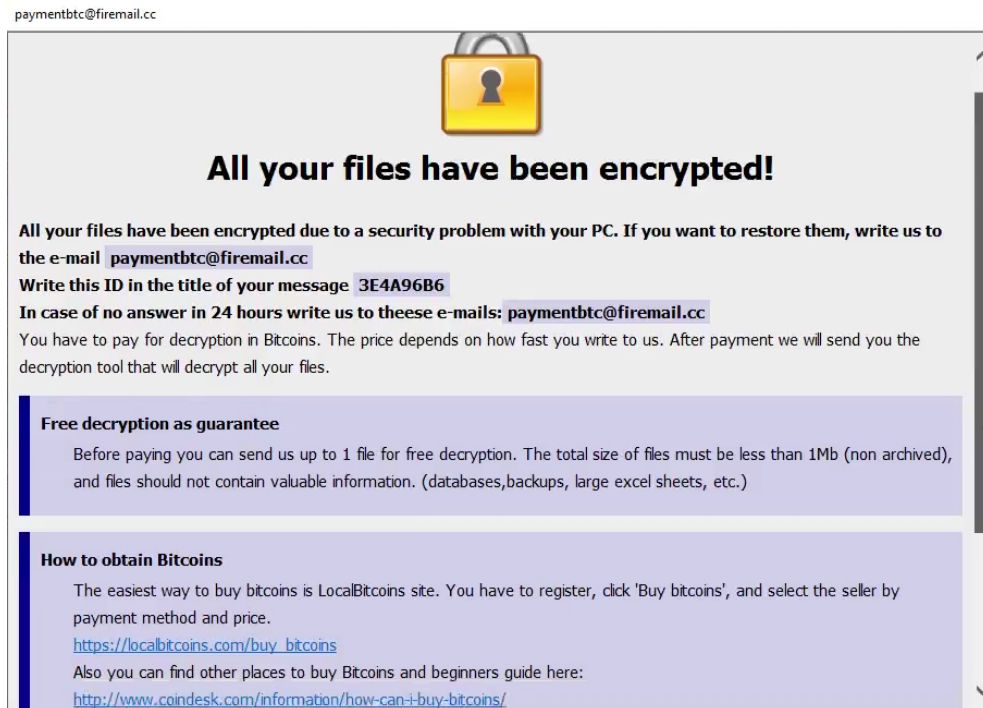 paymentbtc@firemail.cc
All your files have been encrypted!
All your files have been encrypted due to a security problem with your PC. If you want to restore them, write us to
the e-mail paymentbtc@firemail.cc
Write this ID in the title of your message 3E4A96B6
In case of no answer in 24 hours write us to theese e-mails: paymentbtc@firemail.cc
You have to pay for decryption in Bitcoins. The price depends on how fast you write to us. After payment we will send you the
decryption tool that will decrypt all your files.
Free decryption as guarantee
Before paying you can send us up to 1 file for free decryption. The total size of files must be less than 1Mb (non archived),
and files should not contain valuable information. (databases,backups, large excel sheets, etc.)
How to obtain Bitcoins
The easiest way to buy bitcoins is LocalBitcoins site. You have to register, click 'Buy bitcoins', and select the seller by
payment method and price.
https://localbitcoins.com/buy_bitcoins
Also you can find other places to buy Bitcoins and beginners guide here:
http://www.coindesk.com/information/how-can-i-buy-bitcoins/